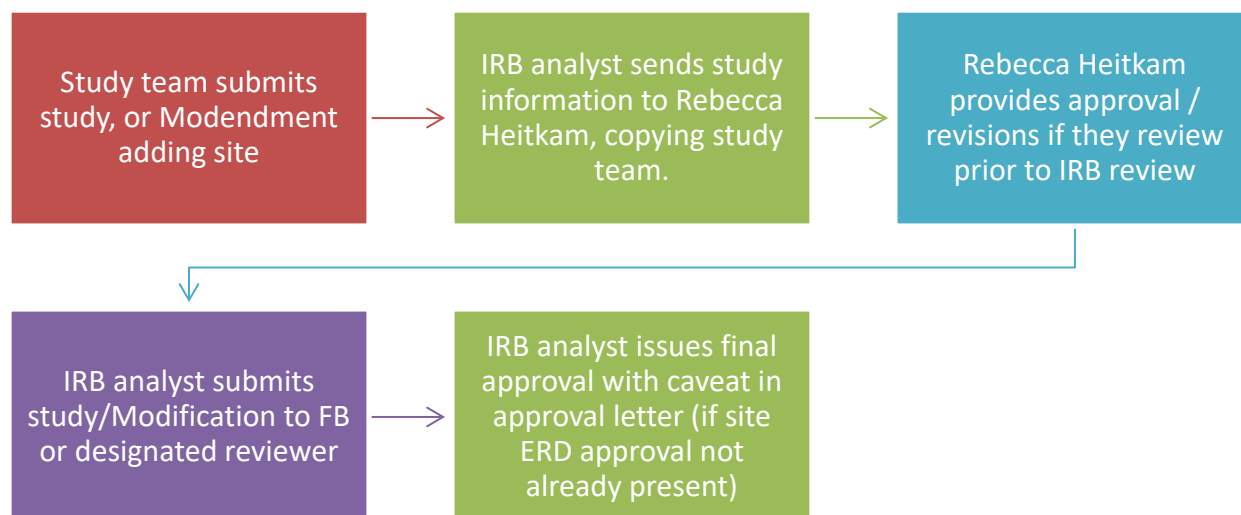 Study team submits
study, or Modendment
adding site
IRB analyst sends study
information to Rebecca
Heitkam, copying study
team.
Rebecca Heitkam
provides approval /
revisions if they review
prior to IRB review
IRB analyst submits
study/Modification to FB
or designated reviewer
IRB analyst issues final
approval with caveat in
approval letter (if site
ERD approval not
already present)